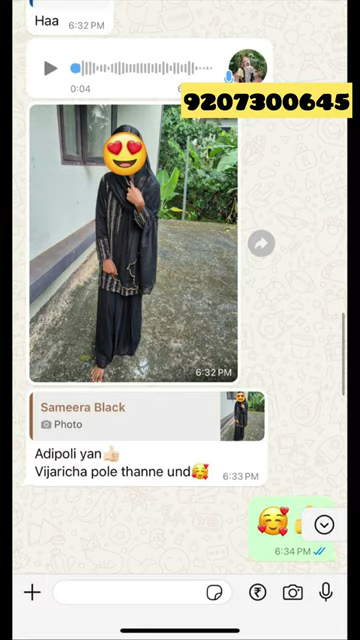 Haa
6:32 PM
0:04
6
9207300645
6:32 PM
Sameera Black
Photo
Adipoli yan👍🏻
Vijaricha pole thanne und🥰
6:33 PM
6:34 PM